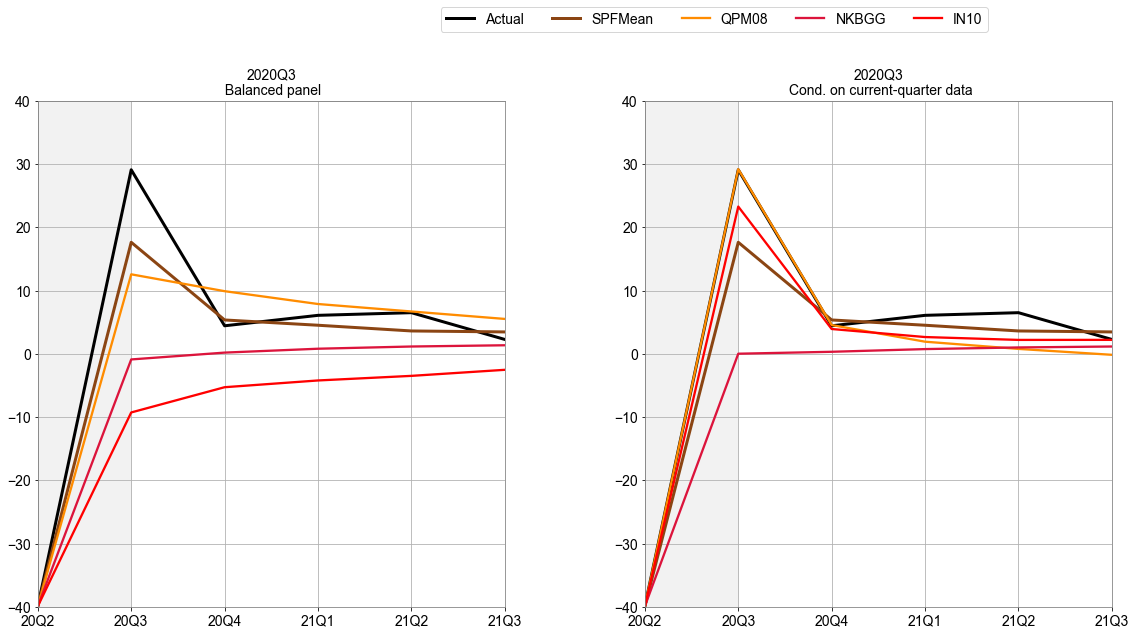 Actual SPFMean QPM08 NKBGG IN10
2020Q3
Balanced panel
40
30
20
10
0
−10
−20
−30
−40
20Q2 20Q3 20Q4 21Q1 21Q2 21Q3
2020Q3
Cond. on current-quarter data
40
30
20
10
0
−10
−20
−30
−40
20Q2 20Q3 20Q4 21Q1 21Q2 21Q3